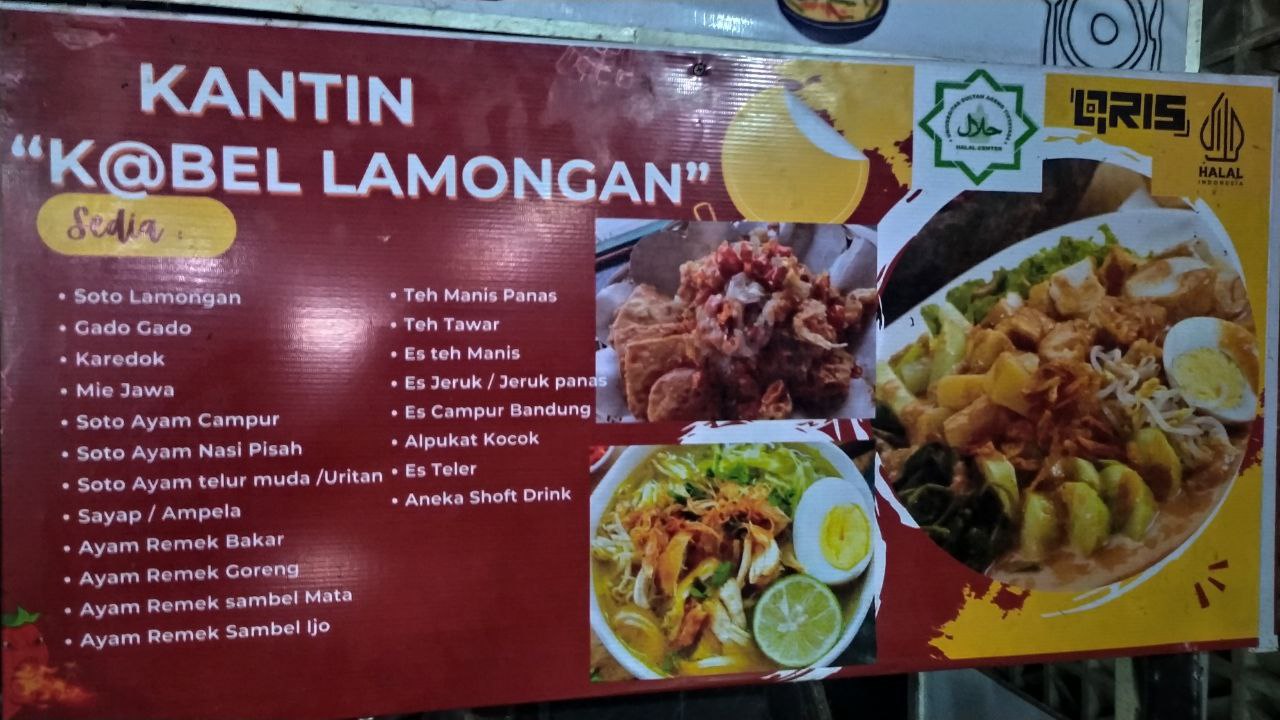 KANTIN
“K@BEL LAMONGAN”
Sedia :
• Soto Lamongan
• Gado Gado
• Karedok
• Mie Jawa
• Soto Ayam Campur
• Soto Ayam Nasi Pisah
• Soto Ayam telur muda /Uritan
• Sayap / Ampela
• Ayam Remek Bakar
• Ayam Remek Goreng
• Ayam Remek sambel Mata
• Ayam Remek Sambel Ijo
• Teh Manis Panas
• Teh Tawar
• Es teh Manis
• Es Jeruk / Jeruk panas
• Es Campur Bandung
• Alpukat Kocok
• Es Teler
• Aneka Shoft Drink
SULTAN AGENG
حلال
HALAL CENTER
QRIS
HALAL
INDONESIA